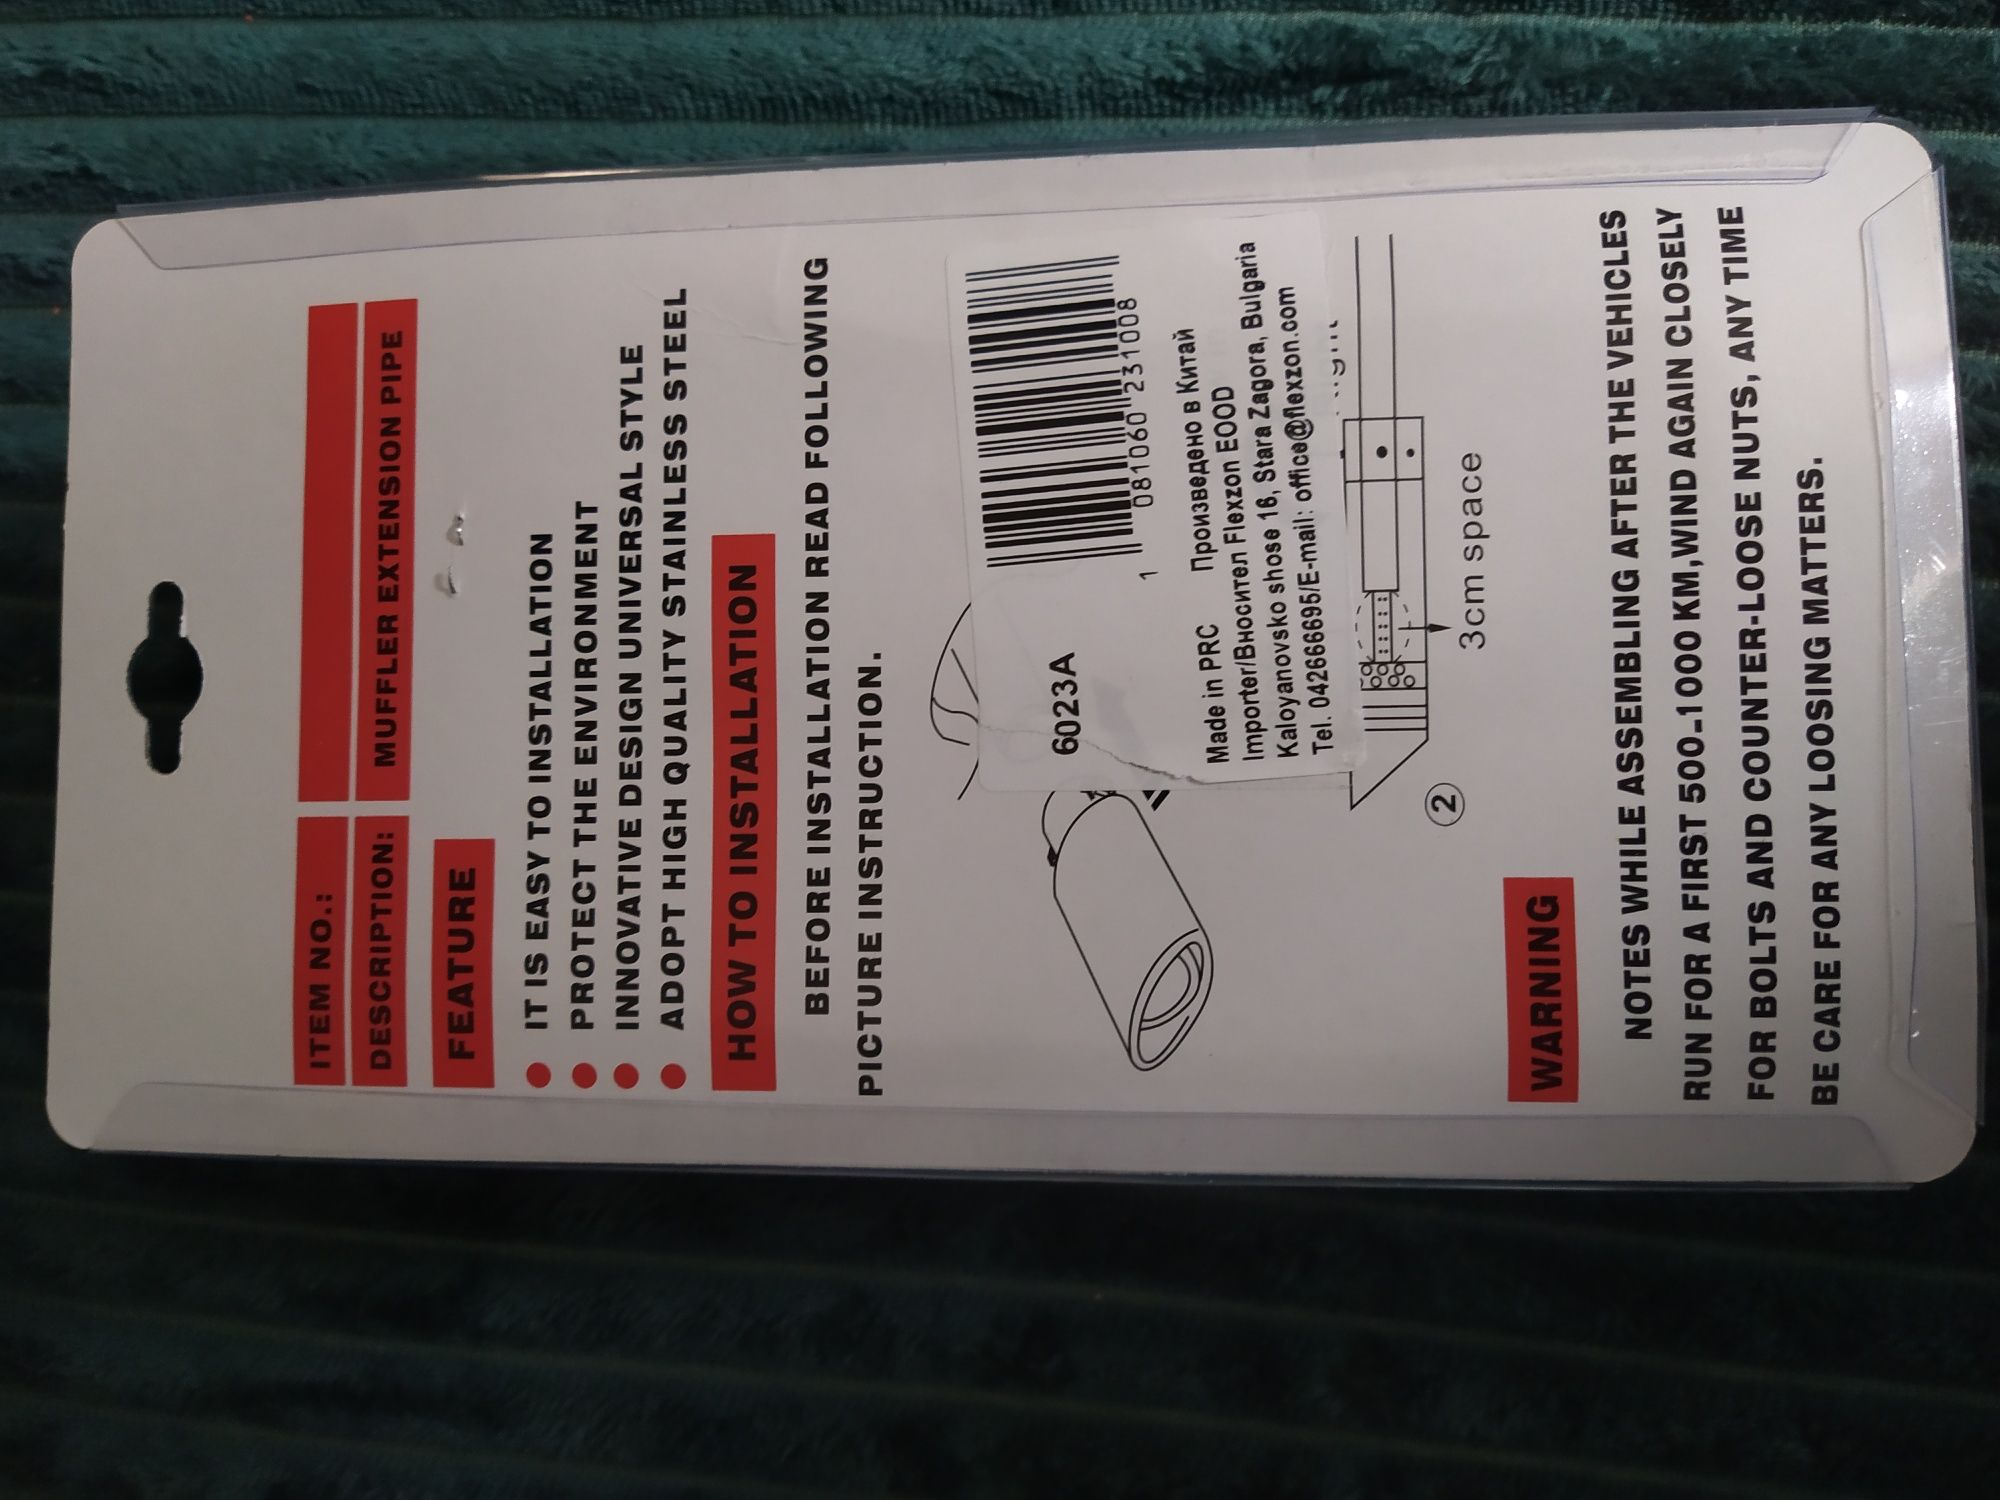 ITEM NO.:
DESCRIPTION: MUFFLER EXTENSION PIPE
FEATURE
IT IS EASY TO INSTALLATION
PROTECT THE ENVIRONMENT
INNOVATIVE DESIGN UNIVERSAL STYLE
ADOPT HIGH QUALITY STAINLESS STEEL
HOW TO INSTALLATION
BEFORE INSTALLATION READ FOLLOWING
PICTURE INSTRUCTION.
1 081060 231008
6023A
Made in PRC Произведено в Китай
Importer/Вносител Flexzon EOOD
Kaloyanovsko shose 16, Stara Zagora, Bulgaria
Tel. 042666695/E-mail: office@flexzon.com
3cm space
2
WARNING
NOTES WHILE ASSEMBLING AFTER THE VEHICLES
RUN FOR A FIRST 500-1000 KM,WIND AGAIN CLOSELY
FOR BOLTS AND COUNTER-LOOSE NUTS, ANY TIME
BE CARE FOR ANY LOOSING MATTERS.